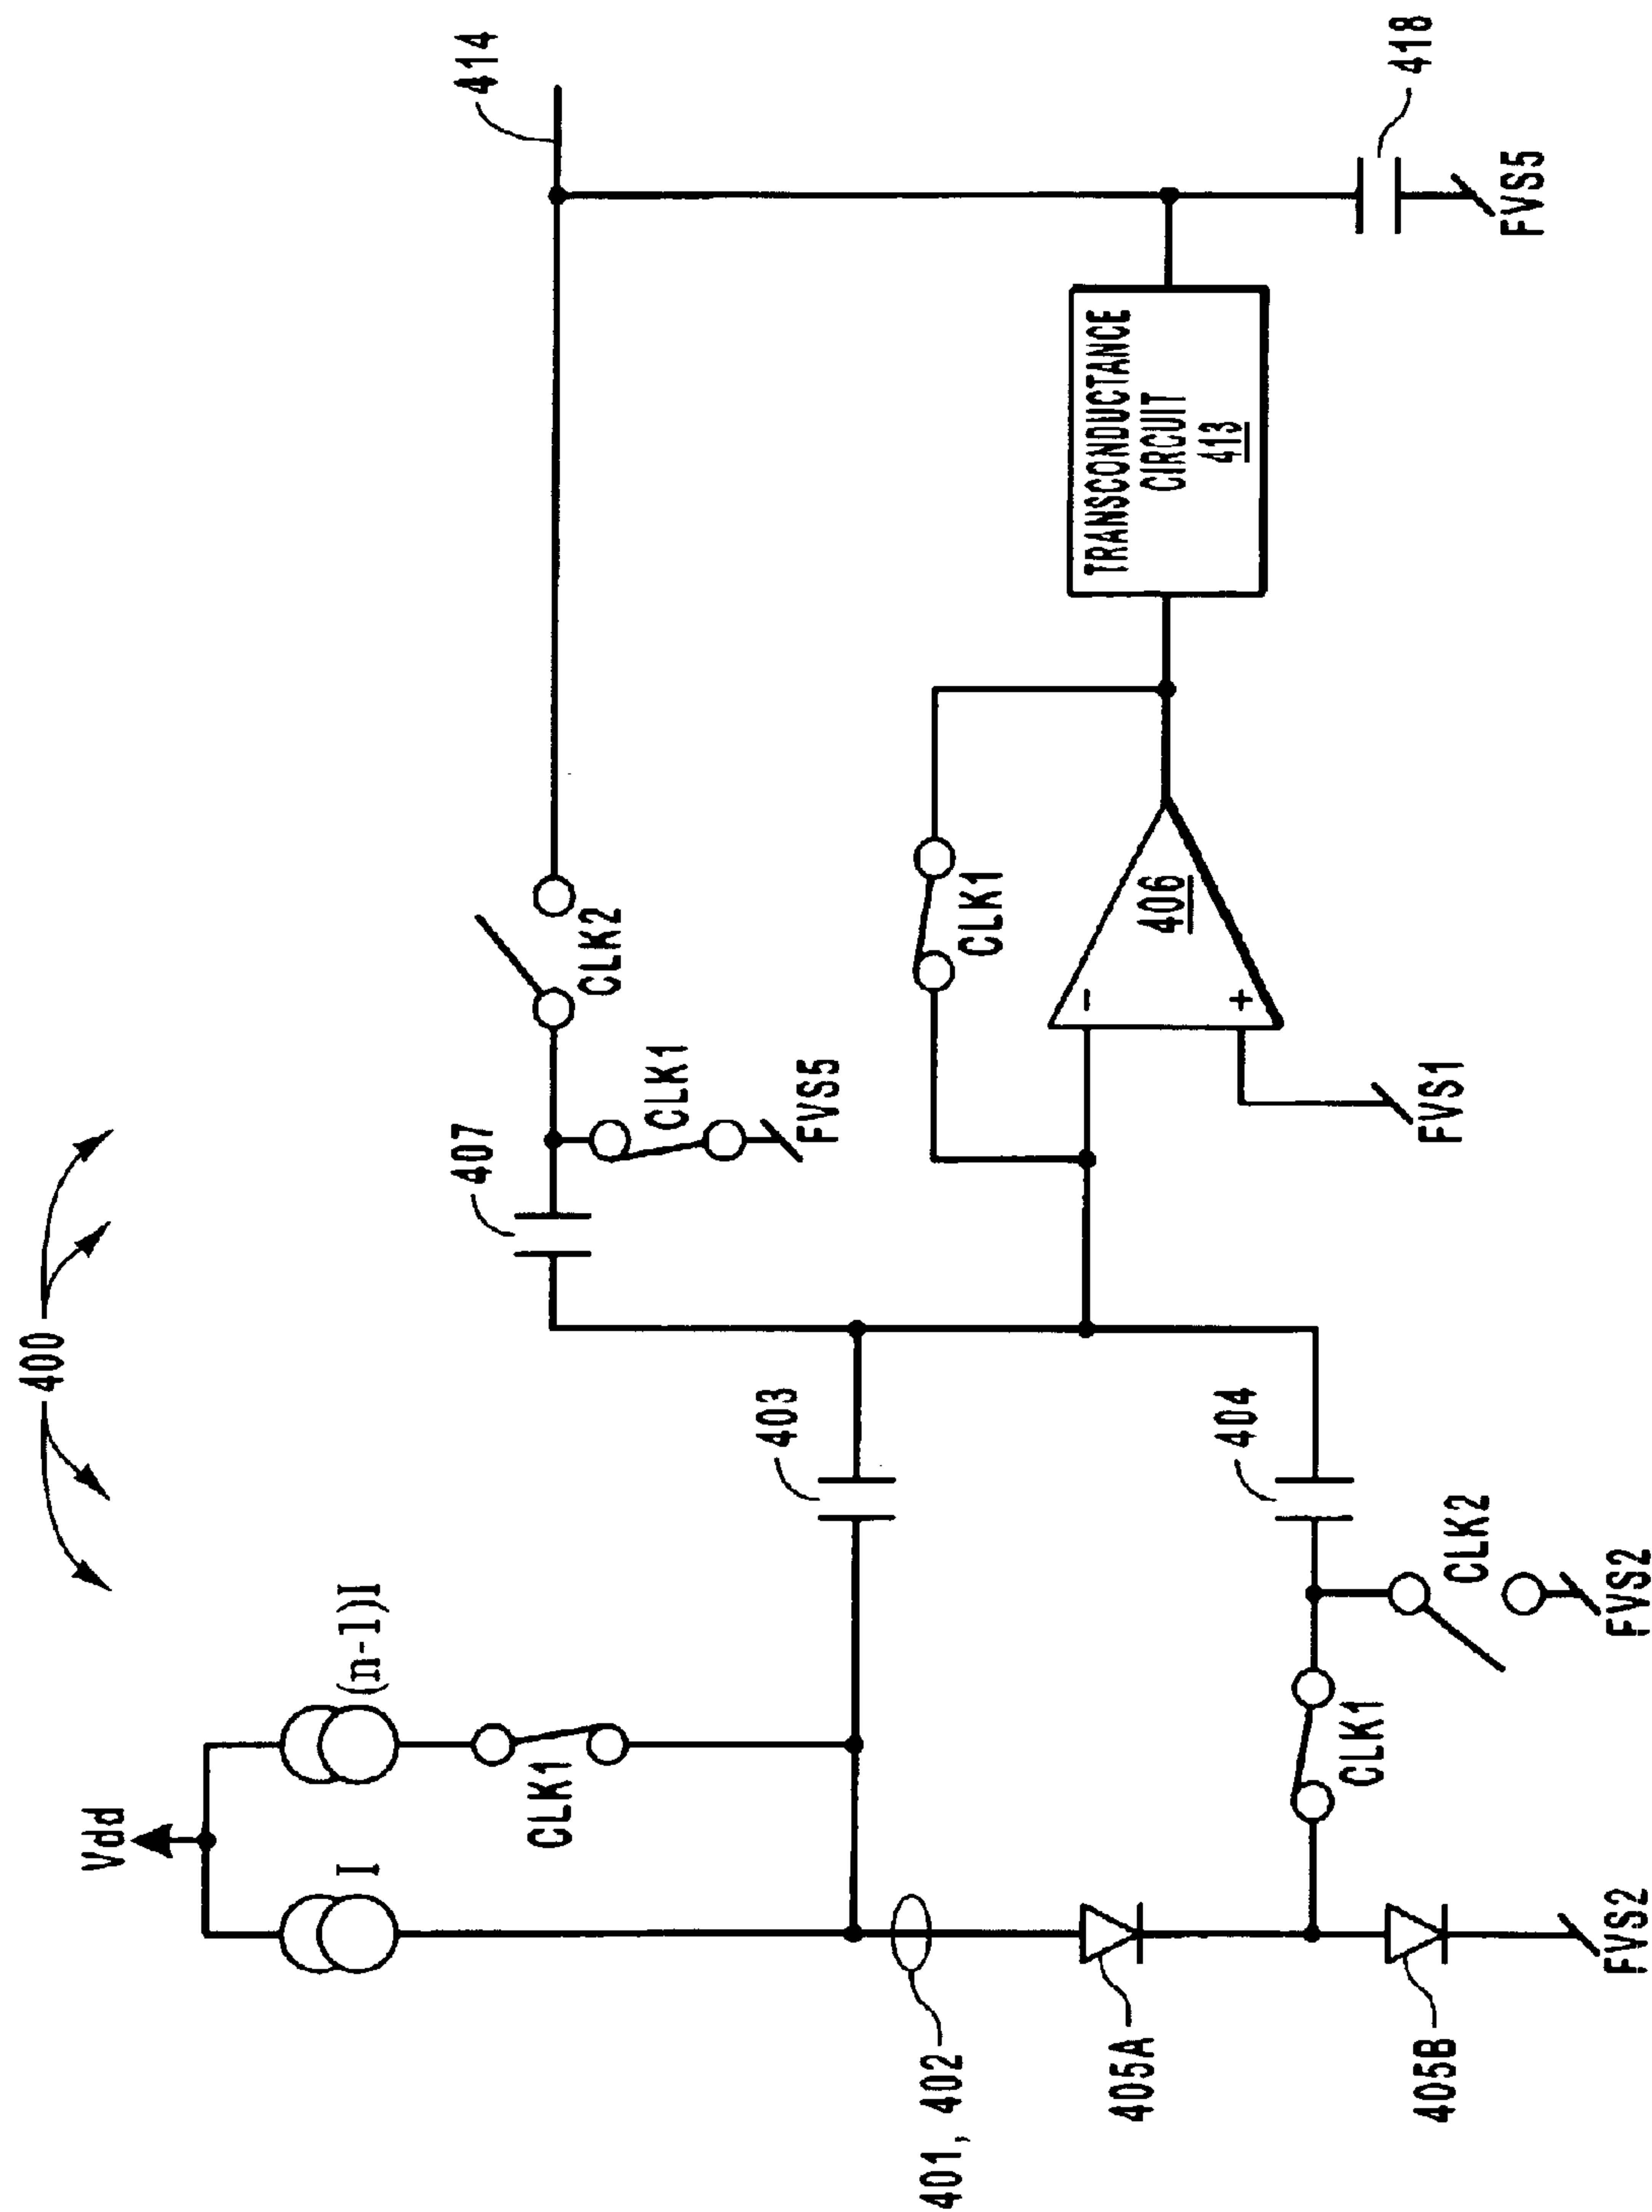 400
Vdd
I
(n-1)I
CLK1
401, 402
405A
405B
FVS2
CLK1
CLK2
FVS2
403
404
407
CLK1
FVS5
CLK2
414
CLK1
406
-
+
FVS1
TRANSCONDUCTANCE
CIRCUIT
413
418
FVS5